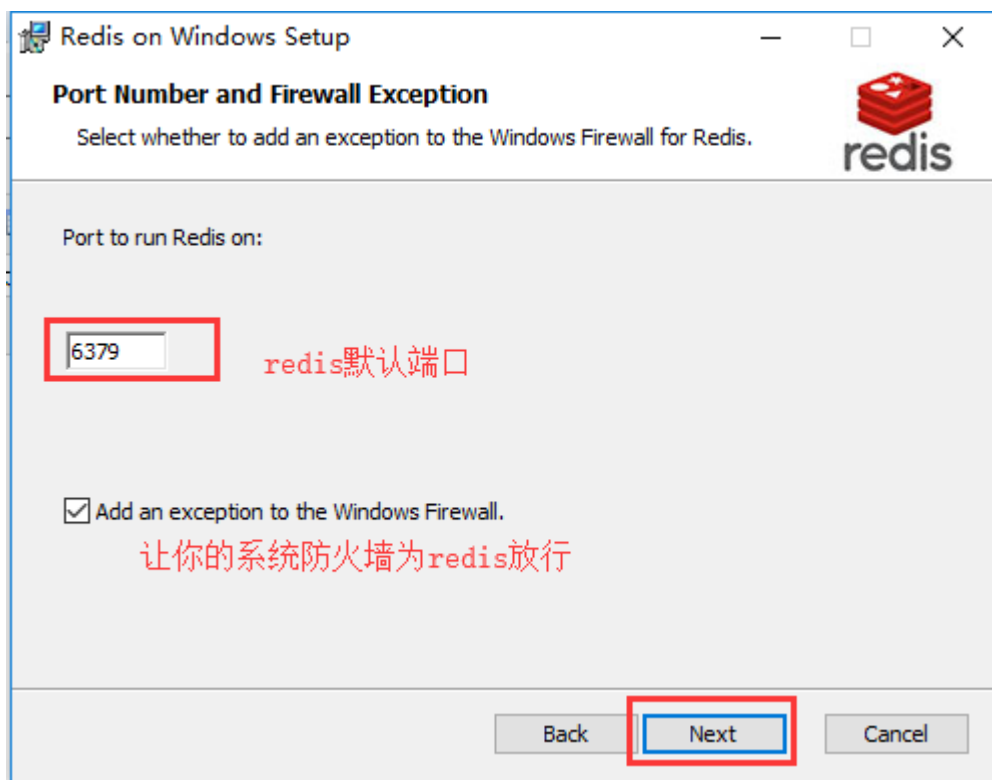 Redis on Windows Setup
Port Number and Firewall Exception
Select whether to add an exception to the Windows Firewall for Redis.
redis
Port to run Redis on:
6379
redis默认端口
Add an exception to the Windows Firewall.
让你的系统防火墙为redis放行
Back
Next
Cancel